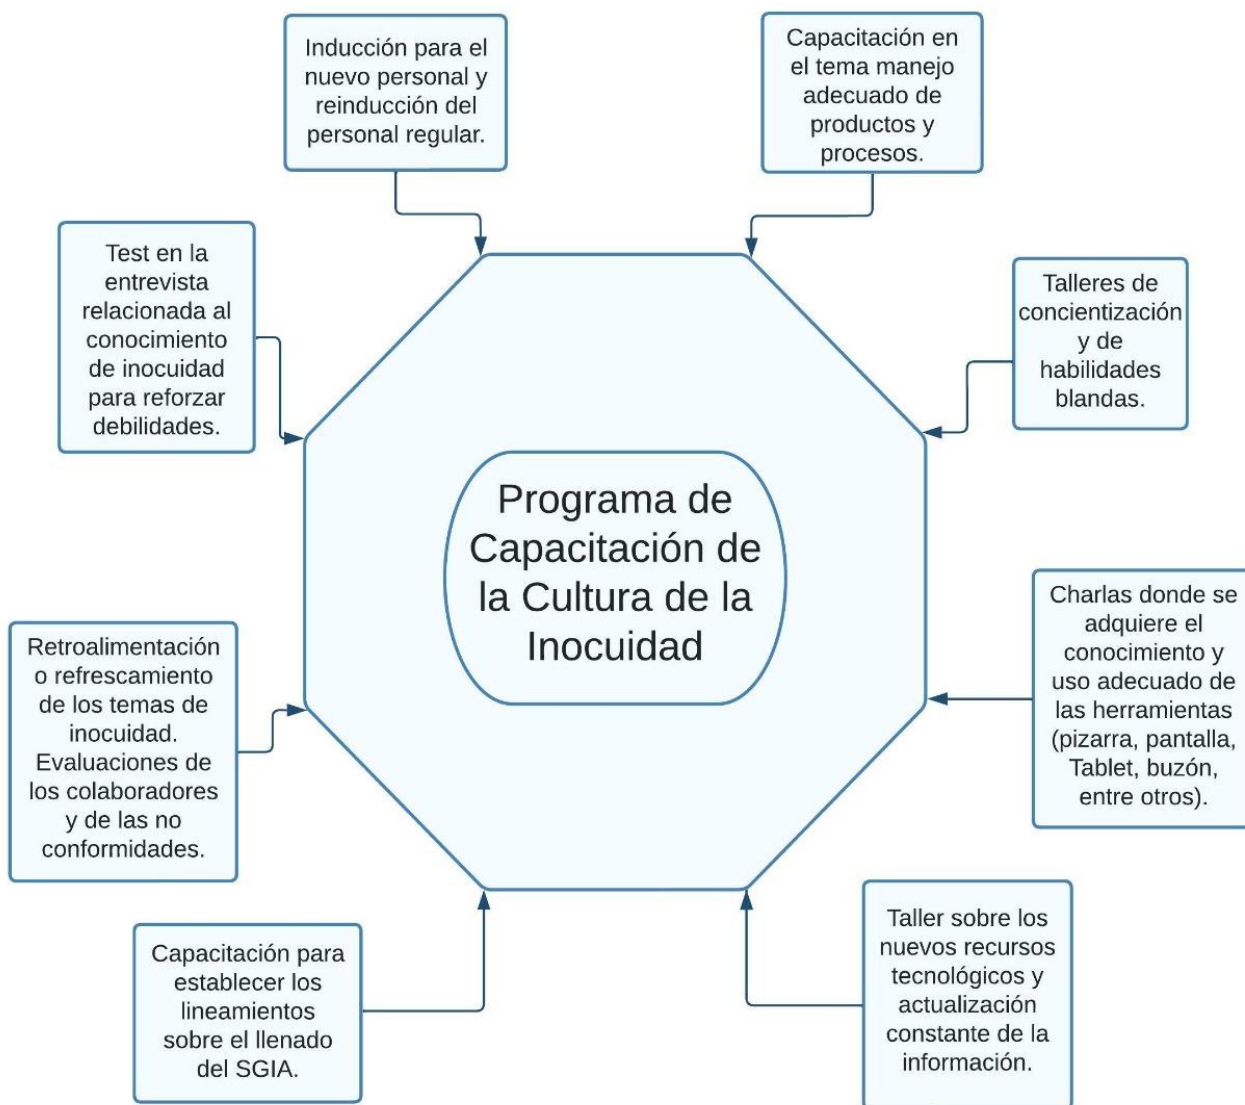 Inducción para el
nuevo personal y
reinducción del
personal regular.
Capacitación en
el tema manejo
adecuado de
productos y
procesos.
Test en la
entrevista
relacionada al
conocimiento
de inocuidad
para reforzar
debilidades.
Talleres de
concientización
y de
habilidades
blandas.
Programa de
Capacitación de
la Cultura de la
Inocuidad
Charlas donde se
adquiere el
conocimiento y
uso adecuado de
las herramientas
(pizarra, pantalla,
Tablet, buzón,
entre otros).
Retroalimentación
o refrescamiento
de los temas de
inocuidad.
Evaluaciones de
los colaboradores
y de las no
conformidades.
Capacitación para
establecer los
lineamientos
sobre el llenado
del SGIA.
Taller sobre los
nuevos recursos
tecnológicos y
actualización
constante de la
información.